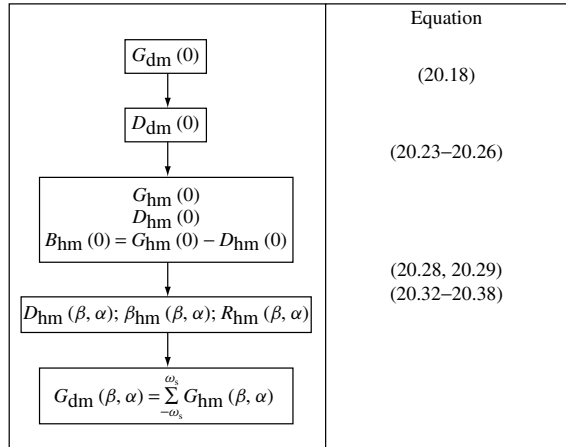 Equation
G_dm (0)
(20.18)
D_dm (0)
(20.23–20.26)
G_hm (0)
D_hm (0)
B_hm (0) = G_hm (0) – D_hm (0)
(20.28, 20.29)
(20.32–20.38)
D_hm (β, α); β_hm (β, α); R_hm (β, α)
G_dm (β, α) = ∑_{–ω_s}^{ω_s} G_hm (β, α)